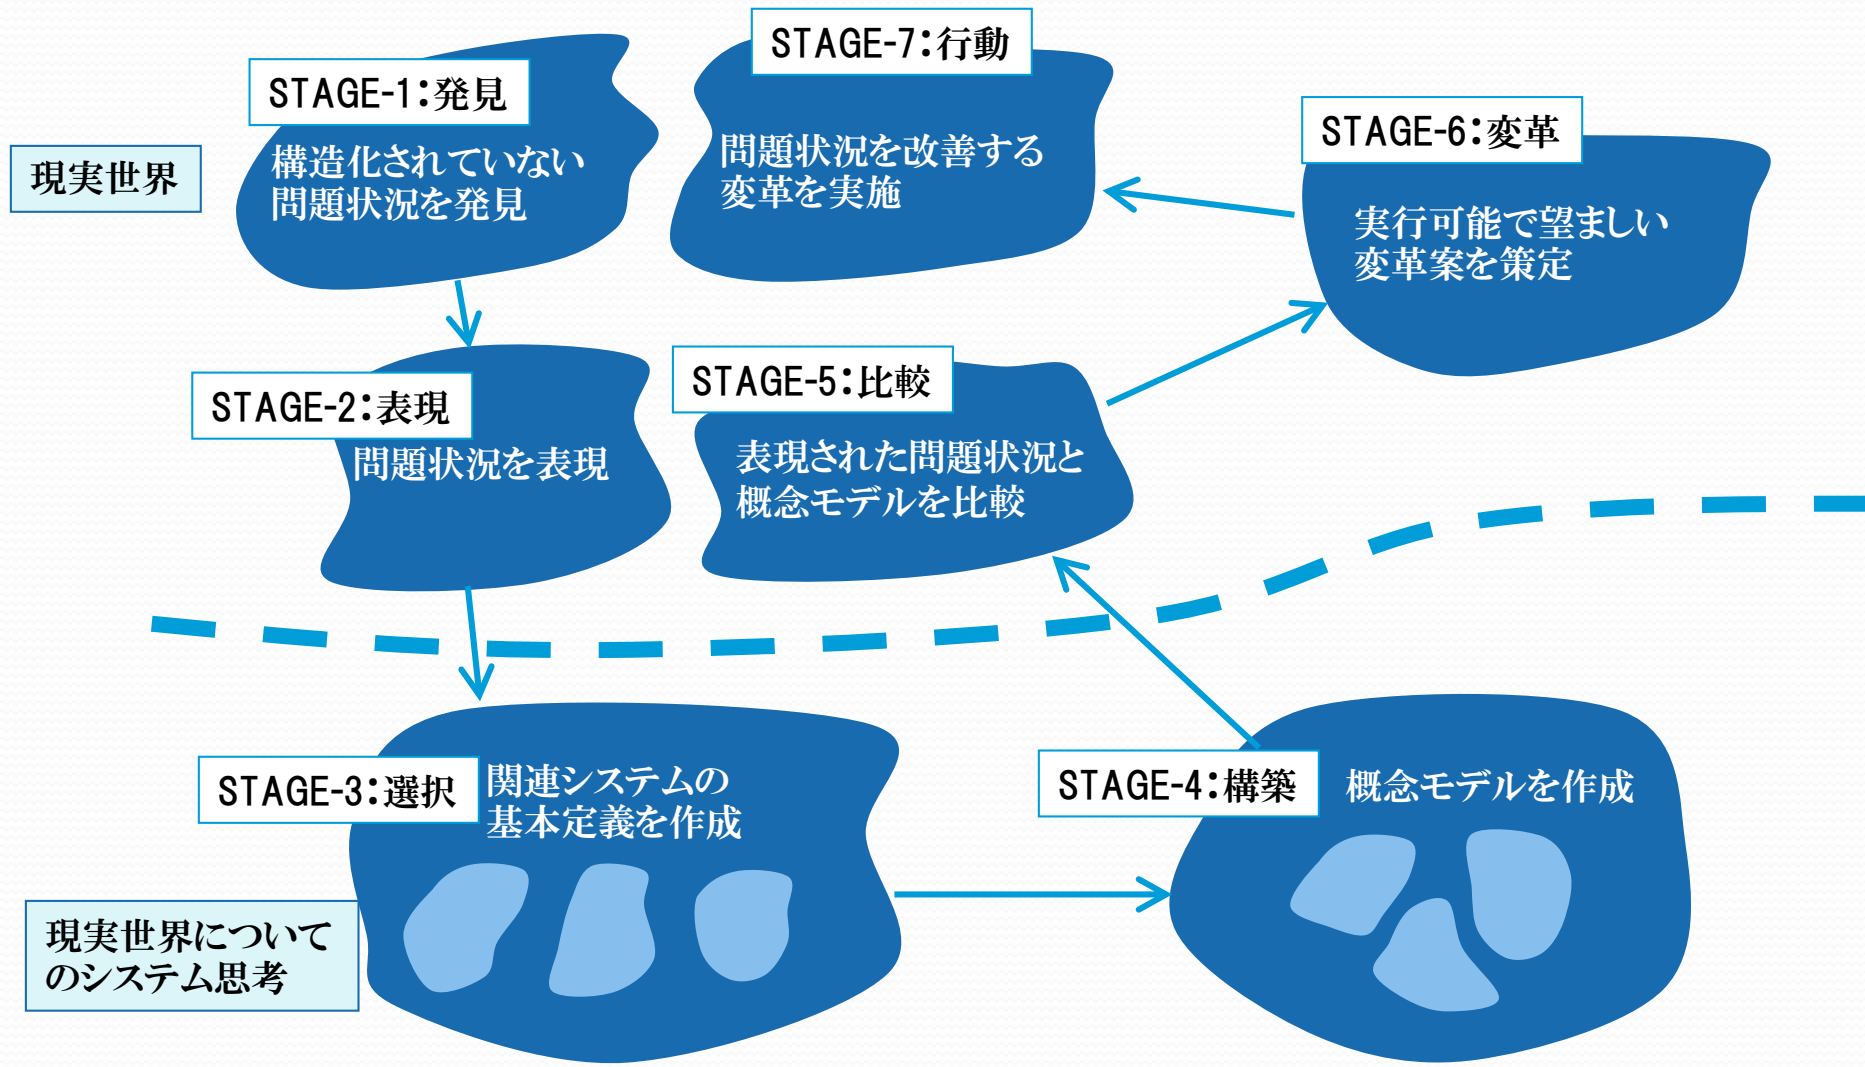 STAGE-1：発見
構造化されていない
問題状況を発見
STAGE-7：行動
問題状況を改善する
変革を実施
STAGE-6：変革
実行可能で望ましい
変革案を策定
現実世界
STAGE-2：表現
問題状況を表現
STAGE-5：比較
表現された問題状況と
概念モデルを比較
STAGE-3：選択
関連システムの
基本定義を作成
STAGE-4：構築
概念モデルを作成
現実世界について
のシステム思考